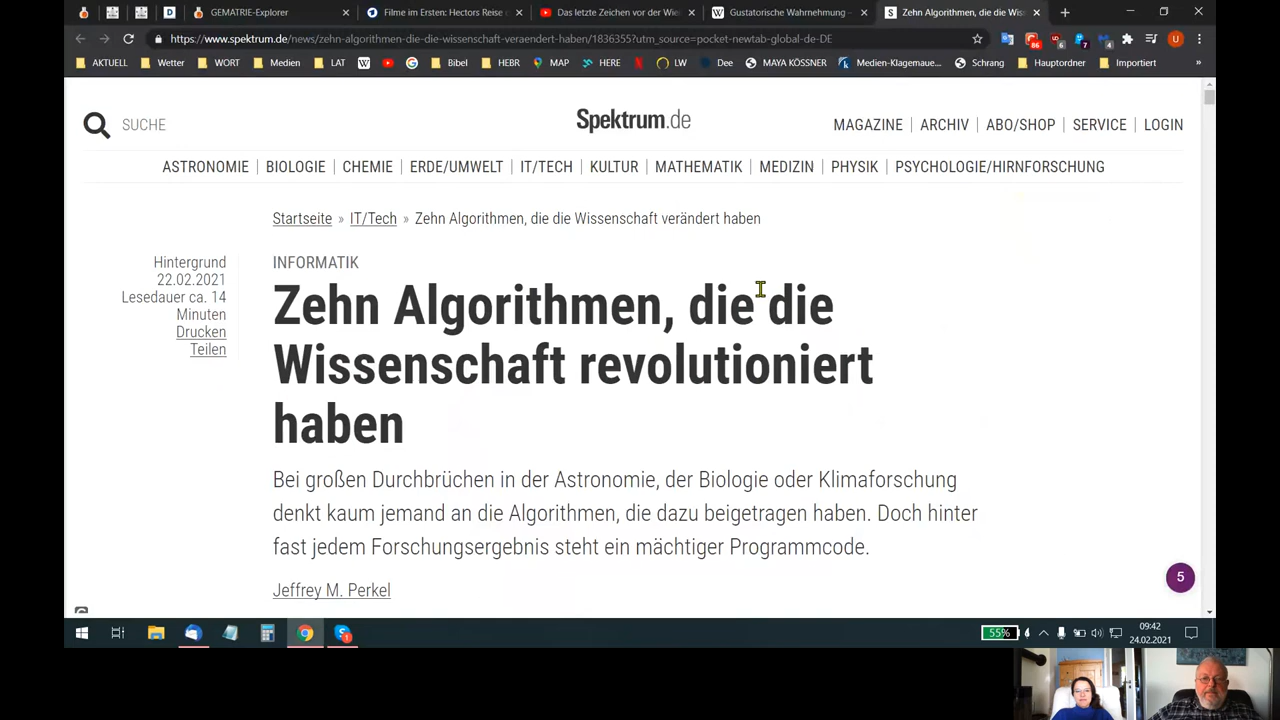 GEMATRIE-Explorer
Filme im Ersten: Hectors Reise
Das letzte Zeichen vor der Wie
Gustatorische Wahrnehmung –
Zehn Algorithmen, die die Wiss
https://www.spektrum.de/news/zehn-algorithmen-die-die-wissenschaft-veraendert-haben/1836355?utm_source=pocket-newtab-global-de-DE
AKTUELL Wetter WORT Medien LAT Bibel HEBR MAP HERE LW Dee MAYA KÖSSNER Medien-Klagemaue... Schrang Hauptordner Importiert »
SUCHE
Spektrum.de
MAGAZINE | ARCHIV | ABO/SHOP | SERVICE | LOGIN
ASTRONOMIE | BIOLOGIE | CHEMIE | ERDE/UMWELT | IT/TECH | KULTUR | MATHEMATIK | MEDIZIN | PHYSIK | PSYCHOLOGIE/HIRNFORSCHUNG
Startseite » IT/Tech » Zehn Algorithmen, die die Wissenschaft verändert haben
Hintergrund
22.02.2021
Lesedauer ca. 14
Minuten
Drucken
Teilen
INFORMATIK
Zehn Algorithmen, die die
Wissenschaft revolutioniert
haben
Bei großen Durchbrüchen in der Astronomie, der Biologie oder Klimaforschung
denkt kaum jemand an die Algorithmen, die dazu beigetragen haben. Doch hinter
fast jedem Forschungsergebnis steht ein mächtiger Programmcode.
Jeffrey M. Perkel
5
55%
09:42
24.02.2021